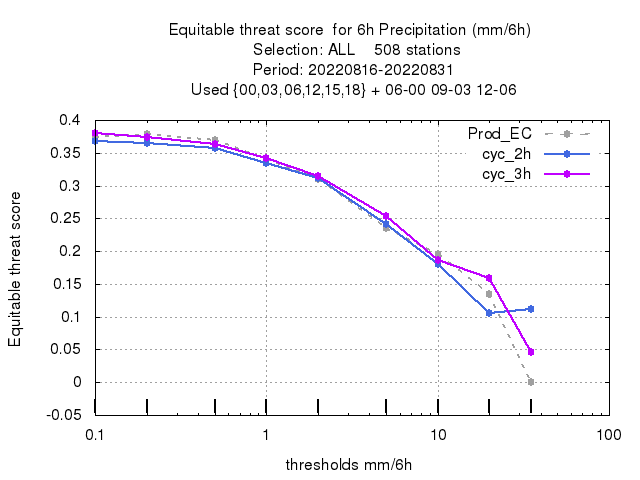 Equitable threat score  for 6h Precipitation (mm/6h)
Selection: ALL    508 stations
Period: 20220816-20220831
Used {00,03,06,12,15,18} + 06-00 09-03 12-06
Prod_EC
cyc_2h
cyc_3h
0.4
0.35
0.3
0.25
0.2
0.15
0.1
0.05
0
-0.05
Equitable threat score
0.1 1 10 100
thresholds mm/6h